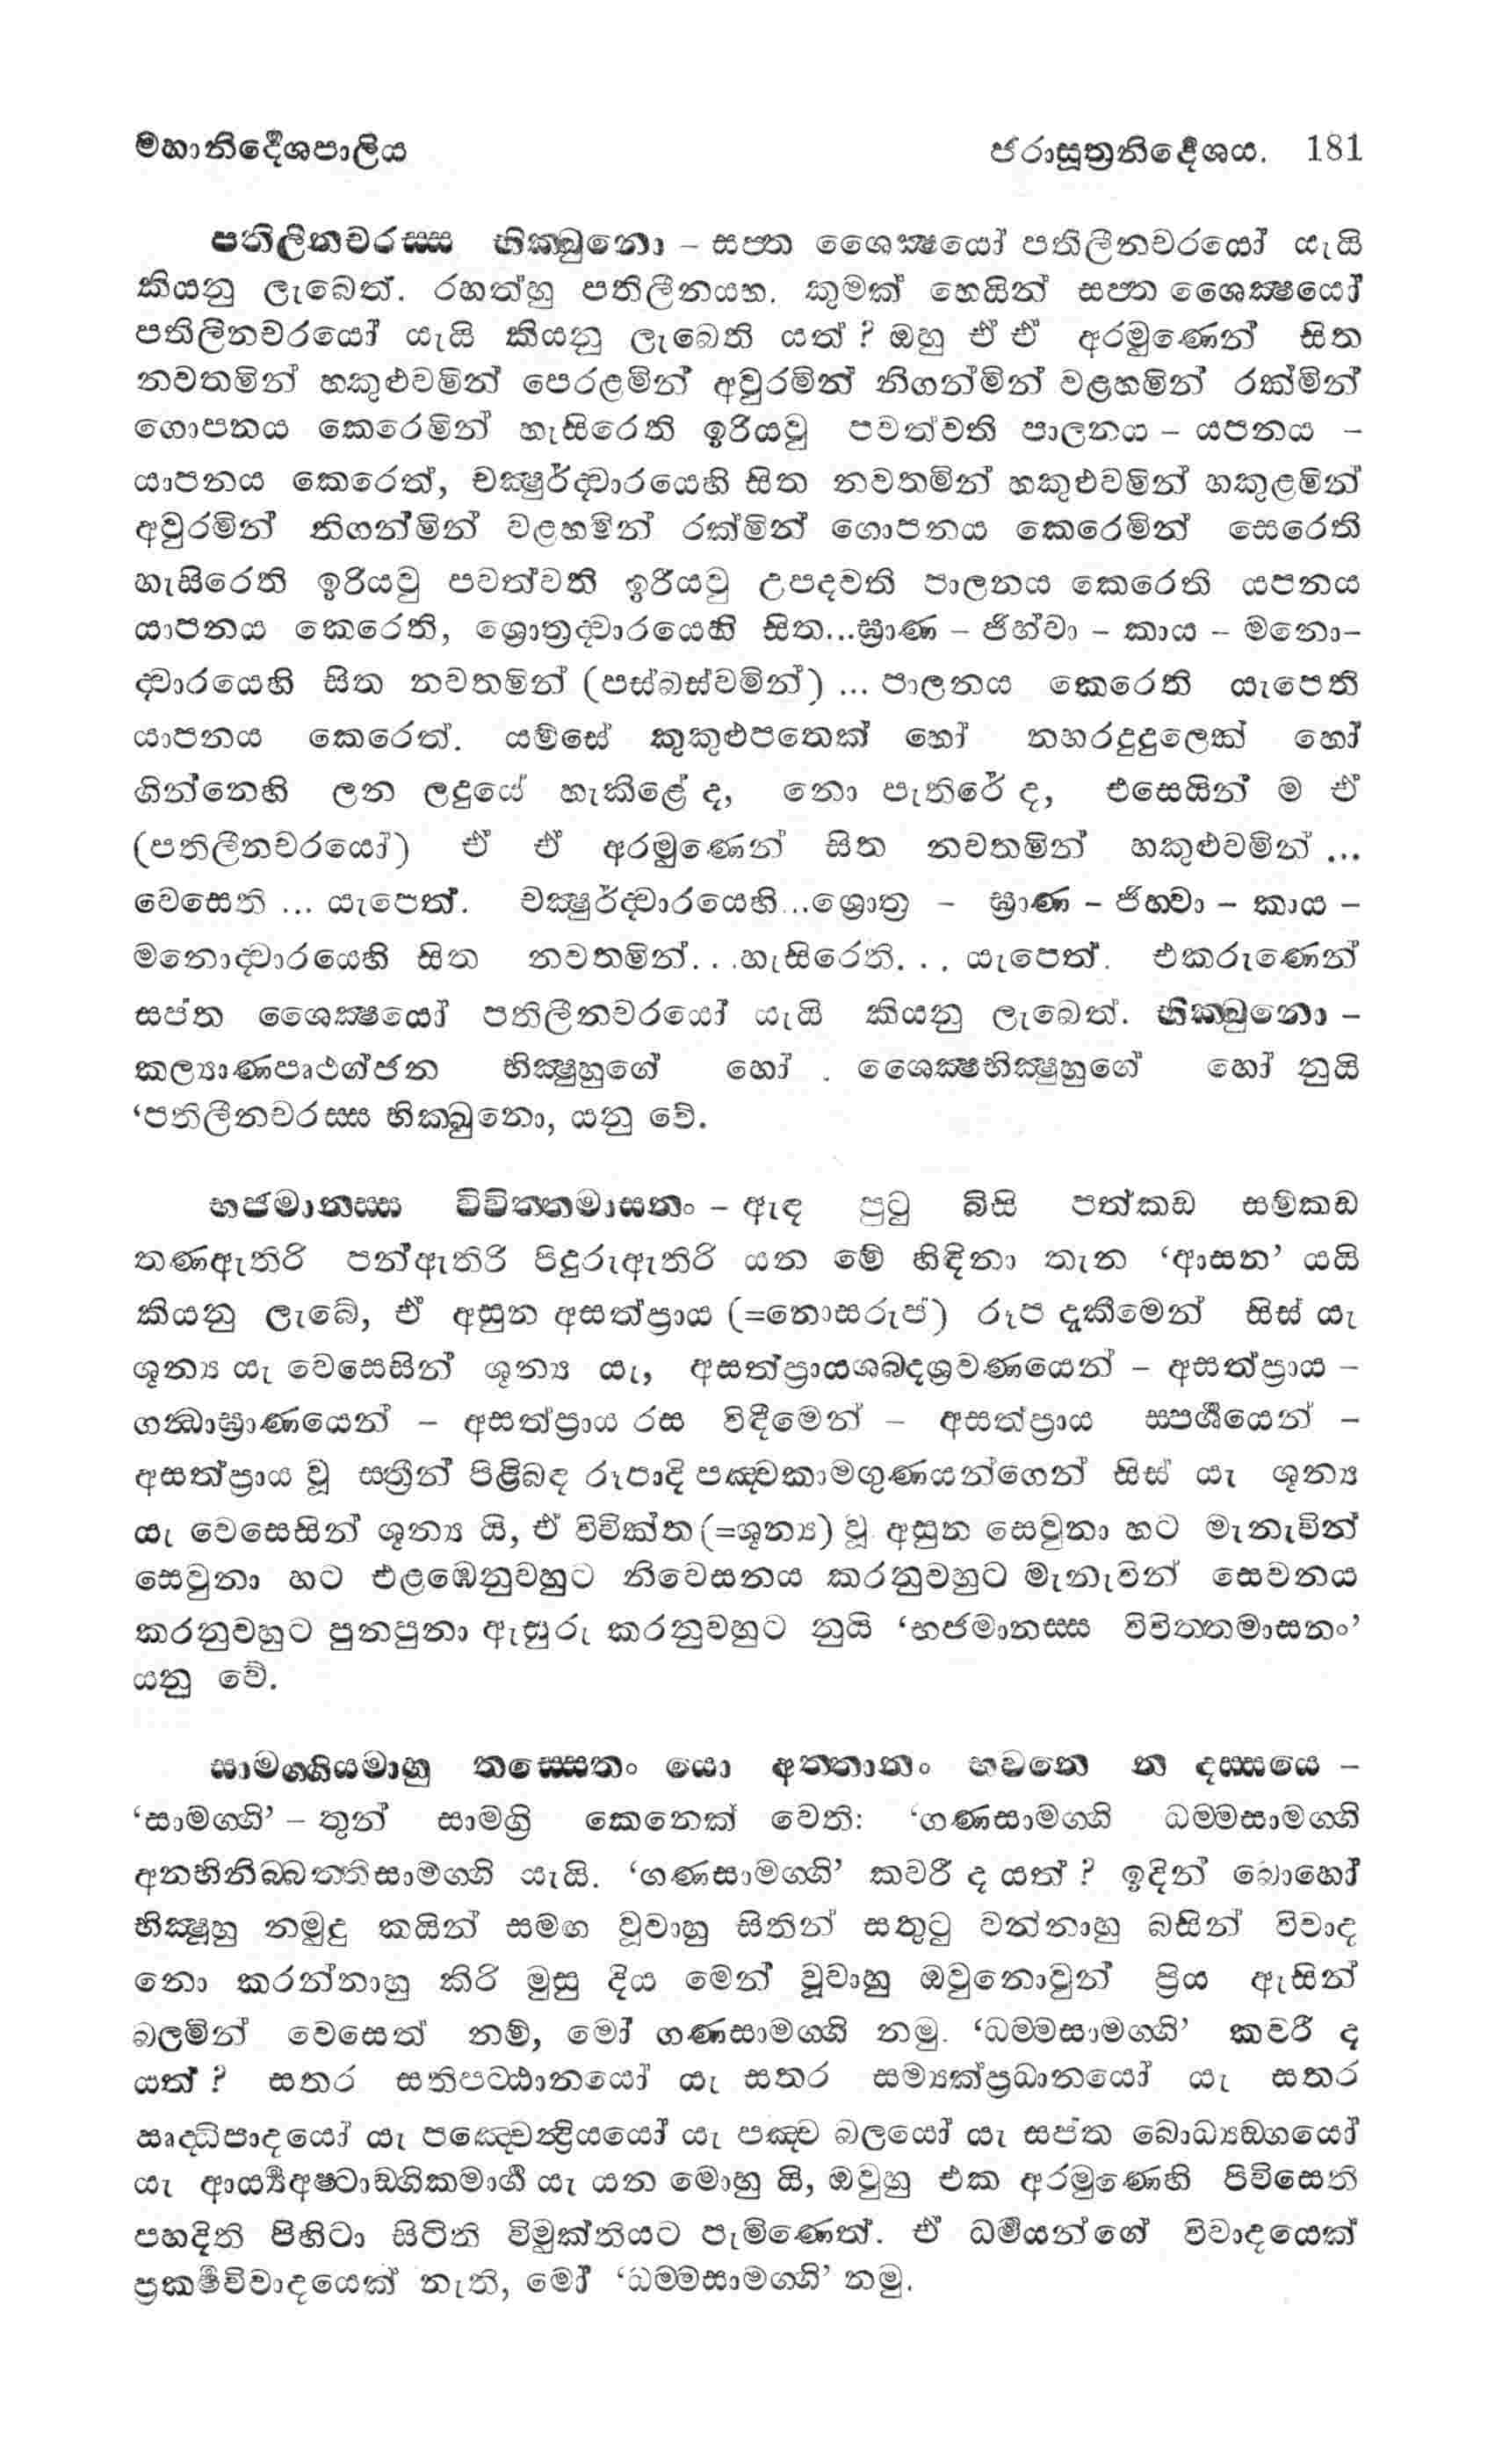 මහානිර්දේශපාලිය ජරාසූත්‍රනිර්දේශය. 181
පතිලීනචරස්ස භික්ඛුනො – සප්ත ශෛක්‍ෂයෝ පතිලීනචරයෝ යැයි
කියනු ලැබෙත්. රහත්හු පතිලීනයහ. කුමක් හෙයින් සප්ත ශෛක්‍ෂයෝ
පතිලීනචරයෝ යැයි කියනු ලැබෙති යත් ? ඔහු ඒ ඒ අරමුණෙන් සිත
නවතමින් හකුළුවමින් පෙරළමින් අවුරමින් නිගන්මින් වළහමින් රක්මින්
ගොපනය කෙරෙමින් හැසිරෙති ඉරියවු පවත්වති පාලනය – යපනය –
යාපනය කෙරෙත්, චක්‍ෂුර්ද්වාරයෙහි සිත නවතමින් හකුළුවමින් හකුළමින්
අවුරමින් නිගන්මින් වළහමින් රක්මින් ගොපනය කෙරෙමින් සෙරෙති
හැසිරෙති ඉරියවු පවත්වති ඉරියවු උපදවති පාලනය කෙරෙති යපනය
යාපනය කෙරෙති, ශ්‍රොත්‍රද්වාරයෙහි සිත...ඝ්‍රාණ – ජිහ්වා – කාය – මනො–
ද්වාරයෙහි සිත නවතමින් (පස්බස්වමින්) ... පාලනය කෙරෙති යැපෙති
යාපනය කෙරෙත්. යම්සේ කුකුළුපතෙක් හෝ නහරදුදුලෙක් හෝ
ගින්නෙහි ලන ලදුයේ හැකිළේ ද, නො පැතිරේ ද, එසෙයින් ම ඒ
(පතිලීනචරයෝ) ඒ ඒ අරමුණෙන් සිත නවතමින් හකුළුවමින් ...
වෙසෙති ... යැපෙත්. චක්‍ෂුර්ද්වාරයෙහි...ශ්‍රොත්‍ර – ඝ්‍රාණ – ජිහ්වා – කාය –
මනොද්වාරයෙහි සිත නවතමින්...හැසිරෙති... යැපෙත්. එකරුණෙන්
සප්ත ශෛක්‍ෂයෝ පතිලීනචරයෝ යැයි කියනු ලැබෙත්. භික්ඛුනො –
කල්‍යාණපෘථග්ජන භික්‍ෂුහුගේ හෝ . ශෛක්‍ෂභික්‍ෂුහුගේ හෝ නුයි
‘පතිලීනචරස්ස භික්ඛුනො, යනු වේ.
භජමානස්ස විවිත්තමාසනං – ඇඳ පුටු බිසි පත්කඩ සම්කඩ
තණඇතිරි පන්ඇතිරි පිදුරුඇතිරි යන මේ හිඳිනා තැන ‘ආසන’ යයි
කියනු ලැබේ, ඒ අසුන අසත්ප්‍රාය (=නොසරුප්) රූප දැකීමෙන් සිස් යැ
ශූන්‍ය යැ වෙසෙසින් ශූන්‍ය යැ, අසත්ප්‍රායශබ්දශ්‍රවණයෙන් – අසත්ප්‍රාය –
ගන්ධාඝ්‍රාණයෙන් – අසත්ප්‍රාය රස විඳීමෙන් – අසත්ප්‍රාය ස්පර්ශයෙන් –
අසත්ප්‍රාය වූ ස්ත්‍රීන් පිළිබඳ රූපාදි පඤ්චකාමගුණයන්ගෙන් සිස් යැ ශූන්‍ය
යැ වෙසෙසින් ශූන්‍ය යි, ඒ විවික්ත (=ශූන්‍ය) වූ අසුන සෙවුනා හට මැනැවින්
සෙවුනා හට එළඹෙනුවහුට නිවෙසනය කරනුවහුට මැනැවින් සෙවනය
කරනුවහුට පුනපුනා ඇසුරු කරනුවහුට නුයි ‘භජමානස්ස විවිත්තමාසනං’
යනු වේ.
සාමග්ගියමාහු තස්සෙතං යො අත්තානං භවනෙ න දස්සයෙ –
‘සාමග්ගි’ – තුන් සාමග්‍රි කෙනෙක් වෙති: ‘ගණසාමග්ගි ධම්මසාමග්ගි
අනභිනිබ්බත්තිසාමග්ගි යැයි. ‘ගණසාමග්ගි’ කවරී ද යත් ? ඉදින් බොහෝ
භික්‍ෂූහු නමුදු කයින් සමඟ වූවාහු සිතින් සතුටු වන්නාහු බසින් විවාද
නො කරන්නාහු කිරි මුසු දිය මෙන් වූවාහු ඔවුනොවුන් ප්‍රිය ඇසින්
බලමින් වෙසෙත් නම්, මෝ ගණසාමග්ගි නමු. ‘ධම්මසාමග්ගි’ කවරී ද
යත් ? සතර සතිපට්ඨානයෝ යැ සතර සම්‍යක්ප්‍රධානයෝ යැ සතර
ඍද්ධිපාදයෝ යැ පඤ්චෙන්ද්‍රියයෝ යැ පඤ්ච බලයෝ යැ සප්ත බොධ්‍යඞ්ගයෝ
යැ ආර්‍ය්‍යඅෂ්ටාඞ්ගිකමාර්ග යැ යන මොහු යි, ඔවුහු එක අරමුණෙහි පිවිසෙති
පහදිති පිහිටා සිටිති විමුක්තියට පැමිණෙත්. ඒ ධර්මයන්ගේ විවාදයෙක්
ප්‍රකර්ෂවිවාදයෙක් නැති, මෝ ‘ධම්මසාමග්ගි’ නමු.